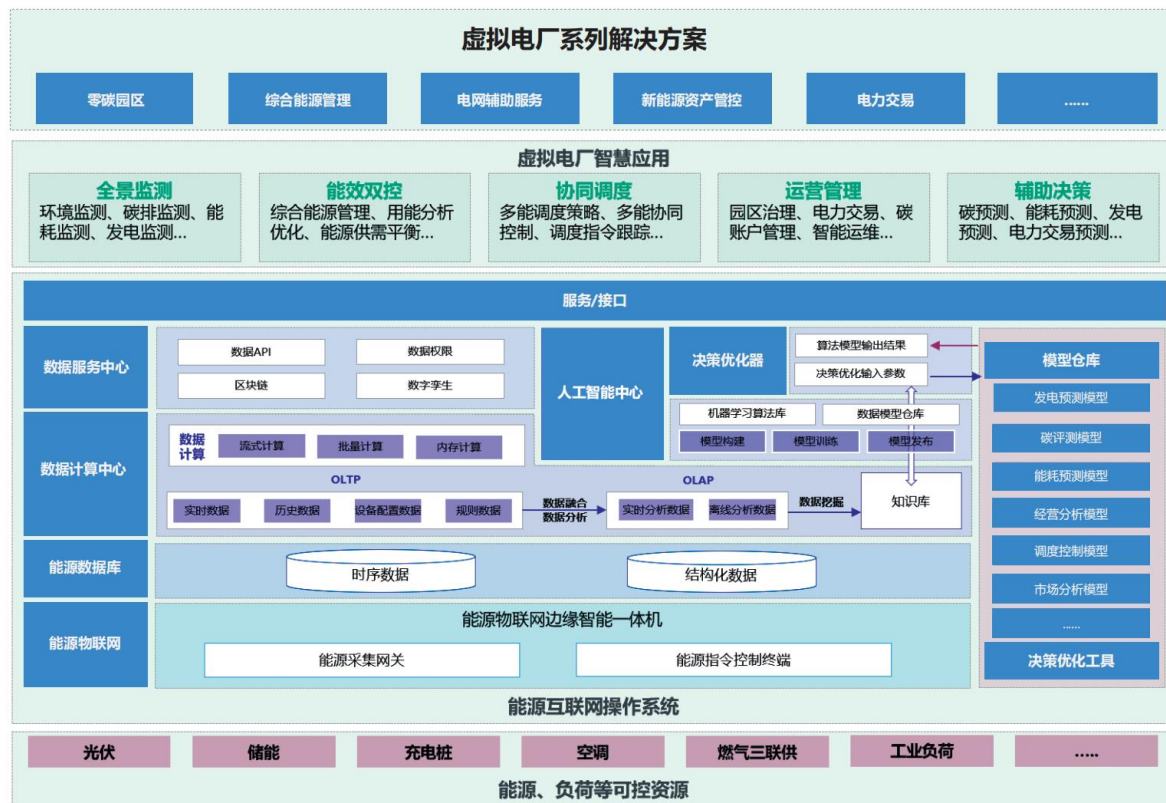 虚拟电厂系列解决方案
零碳园区
综合能源管理
电网辅助服务
新能源资产管控
电力交易
......
虚拟电厂智慧应用
全景监测
环境监测、碳排监测、能
耗监测、发电监测...
能效双控
综合能源管理、用能分析
优化、能源供需平衡...
协同调度
多能调度策略、多能协同
控制、调度指令跟踪...
运营管理
园区治理、电力交易、碳
账户管理、智能运维...
辅助决策
碳预测、能耗预测、发电
预测、电力交易预测...
服务/接口
数据服务中心
数据API
数据权限
区块链
数字孪生
人工智能中心
决策优化器
算法模型输出结果
决策优化输入参数
机器学习算法库
数据模型仓库
模型构建
模型训练
模型发布
数据计算中心
数据
计算
流式计算
批量计算
内存计算
OLTP
实时数据
历史数据
设备配置数据
规则数据
数据融合
数据分析
OLAP
实时分析数据
离线分析数据
数据挖掘
知识库
能源数据库
时序数据
结构化数据
能源物联网
能源物联网边缘智能一体机
能源采集网关
能源指令控制终端
模型仓库
发电预测模型
碳评测模型
能耗预测模型
经营分析模型
调度控制模型
市场分析模型
......
决策优化工具
能源互联网操作系统
光伏
储能
充电桩
空调
燃气三联供
工业负荷
.....
能源、负荷等可控资源